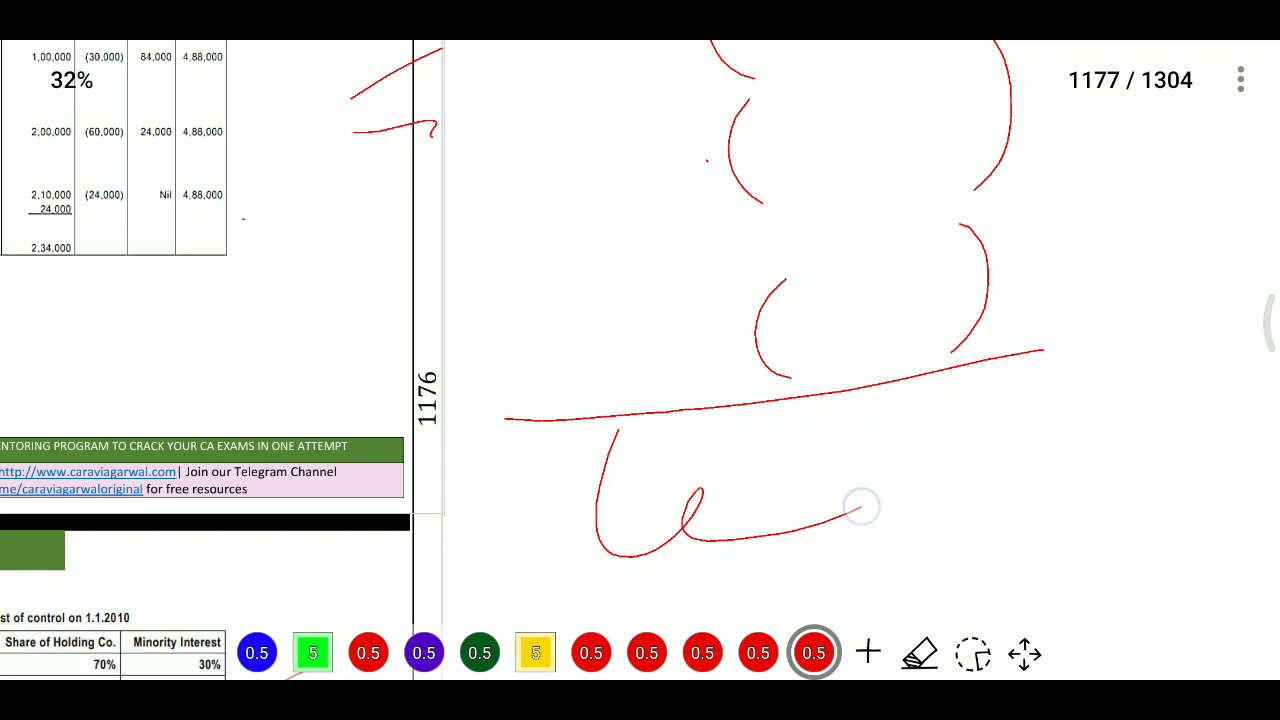 1,00,000 (30,000) 84,000 4,88,000
32%
1177 / 1304
2,00,000 (60,000) 24,000 4,88,000
2,10,000 (24,000) Nil 4,88,000
24,000
2,34,000
1176
ENTORING PROGRAM TO CRACK YOUR CA EXAMS IN ONE ATTEMPT
http://www.caraviagarwal.com| Join our Telegram Channel
me/caraviagarwaloriginal for free resources
st of control on 1.1.2010
Share of Holding Co. Minority Interest
70% 30%
0.5 5 0.5 0.5 0.5 5 0.5 0.5 0.5 0.5 0.5